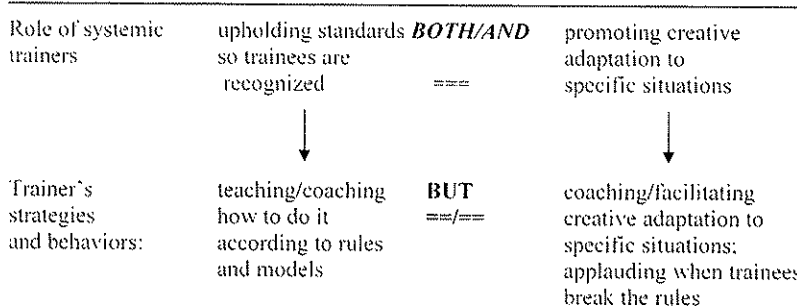 Role of systemic upholding standards BOTH/AND promoting creative
trainers so trainees are adaptation to
recognized === specific situations
Trainer's teaching/coaching BUT coaching/facilitating
strategies how to do it ==/== creative adaptation to
and behaviors: according to rules specific situations;
and models applauding when trainees
break the rules